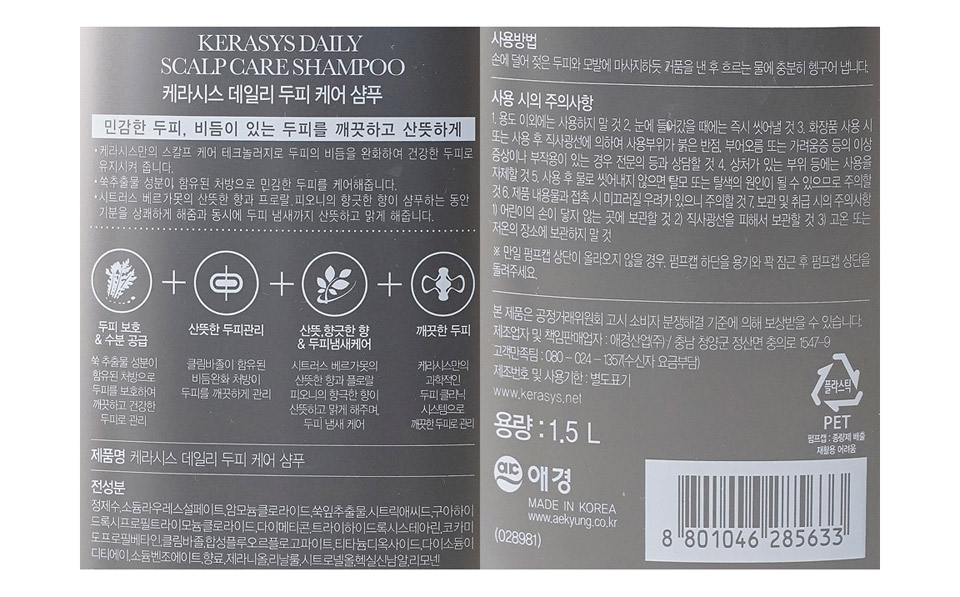 KERASYS DAILY
SCALP CARE SHAMPOO
케라시스 데일리 두피 케어 샴푸
민감한 두피, 비듬이 있는 두피를 깨끗하고 산뜻하게
• 케라시스만의 스칼프 케어 테크놀러지로 두피의 비듬을 완화하여 건강한 두피로
유지시켜 줍니다.
• 쑥추출물 성분이 함유된 처방으로 민감한 두피를 케어해줍니다.
• 시트러스 베르가못의 산뜻한 향과 프로랄, 피오니의 향긋한 향이 샴푸하는 동안
기분을 상쾌하게 해줌과 동시에 두피 냄새까지 산뜻하고 맑게 해줍니다.
두피 보호
& 수분 공급
쑥 추출물 성분이
함유된 처방으로
두피를 보호하여
깨끗하고 건강한
두피로 관리
산뜻한 두피관리
클림바졸이 함유된
비듬완화 처방이
두피를 깨끗하게 관리
산뜻, 향긋한 향
& 두피냄새케어
시트러스 베르가못의
산뜻한 향과 플로랄
피오니의 향극한 향이
산뜻하고 맑게 해주며,
두피 냄새 케어
깨끗한 두피
케라시스만의
과학적인
두피 클리닉
시스템으로
깨끗한 두피로 관리
제품명 케라시스 데일리 두피 케어 샴푸
전성분
정제수,소듐라우레스설페이트,암모늄클로라이드,쑥잎추출물,시트릭애씨드,구아하이
드록시프로필트라이모늄클로라이드,다이메티콘,트라이하이드록시스테아린,코카미
도프로필베타인,클림바졸,합성플루오르플로고파이트,티타늄디옥사이드,다이소듐이
디티에이,소듐벤조에이트,향료,제라니올,리날룰,시트로넬올,헥실신남알,리모넨
사용방법
손에 덜어 젖은 두피와 모발에 마사지하듯 거품을 낸 후 흐르는 물에 충분히 헹구어 냅니다.
사용 시의 주의사항
1. 용도 이외에는 사용하지 말 것 2. 눈에 들어갔을 때에는 즉시 씻어낼 것 3. 화장품 사용 시
또는 사용 후 직사광선에 의하여 사용부위가 붉은 반점, 부어오름 또는 가려움증 등의 이상
증상이나 부작용이 있는 경우 전문의 등과 상담할 것 4. 상처가 있는 부위 등에는 사용을
자제할 것 5. 사용 후 물로 씻어내지 않으면 탈모 또는 탈색의 원인이 될 수 있으므로 주의할
것 6. 제품 내용물과 접촉 시 미끄러질 우려가 있으니 주의할 것 7. 보관 및 취급 시의 주의사항
1) 어린이의 손이 닿지 않는 곳에 보관할 것 2) 직사광선을 피해서 보관할 것 3) 고온 또는
저온의 장소에 보관하지 말 것
※ 만일 펌프캡 상단이 올라오지 않을 경우, 펌프캡 하단을 용기와 꽉 잠근 후 펌프캡 상단을
돌려주세요.
본 제품은 공정거래위원회 고시 소비자 분쟁해결 기준에 의해 보상받을 수 있습니다.
제조업자 및 책임판매업자 : 애경산업(주) / 충남 청양군 정산면 충의로 1547-9
고객만족팀 : 080-024-1357(수신자 요금부담)
제조번호 및 사용기한 : 별도표기
www.kerasys.net
용량 : 1.5 L
애경
MADE IN KOREA
www.aekyung.co.kr
(028981)
플라스틱
PET
펌프캡 : 종량제 배출
재활용 어려움
8 801046 285633